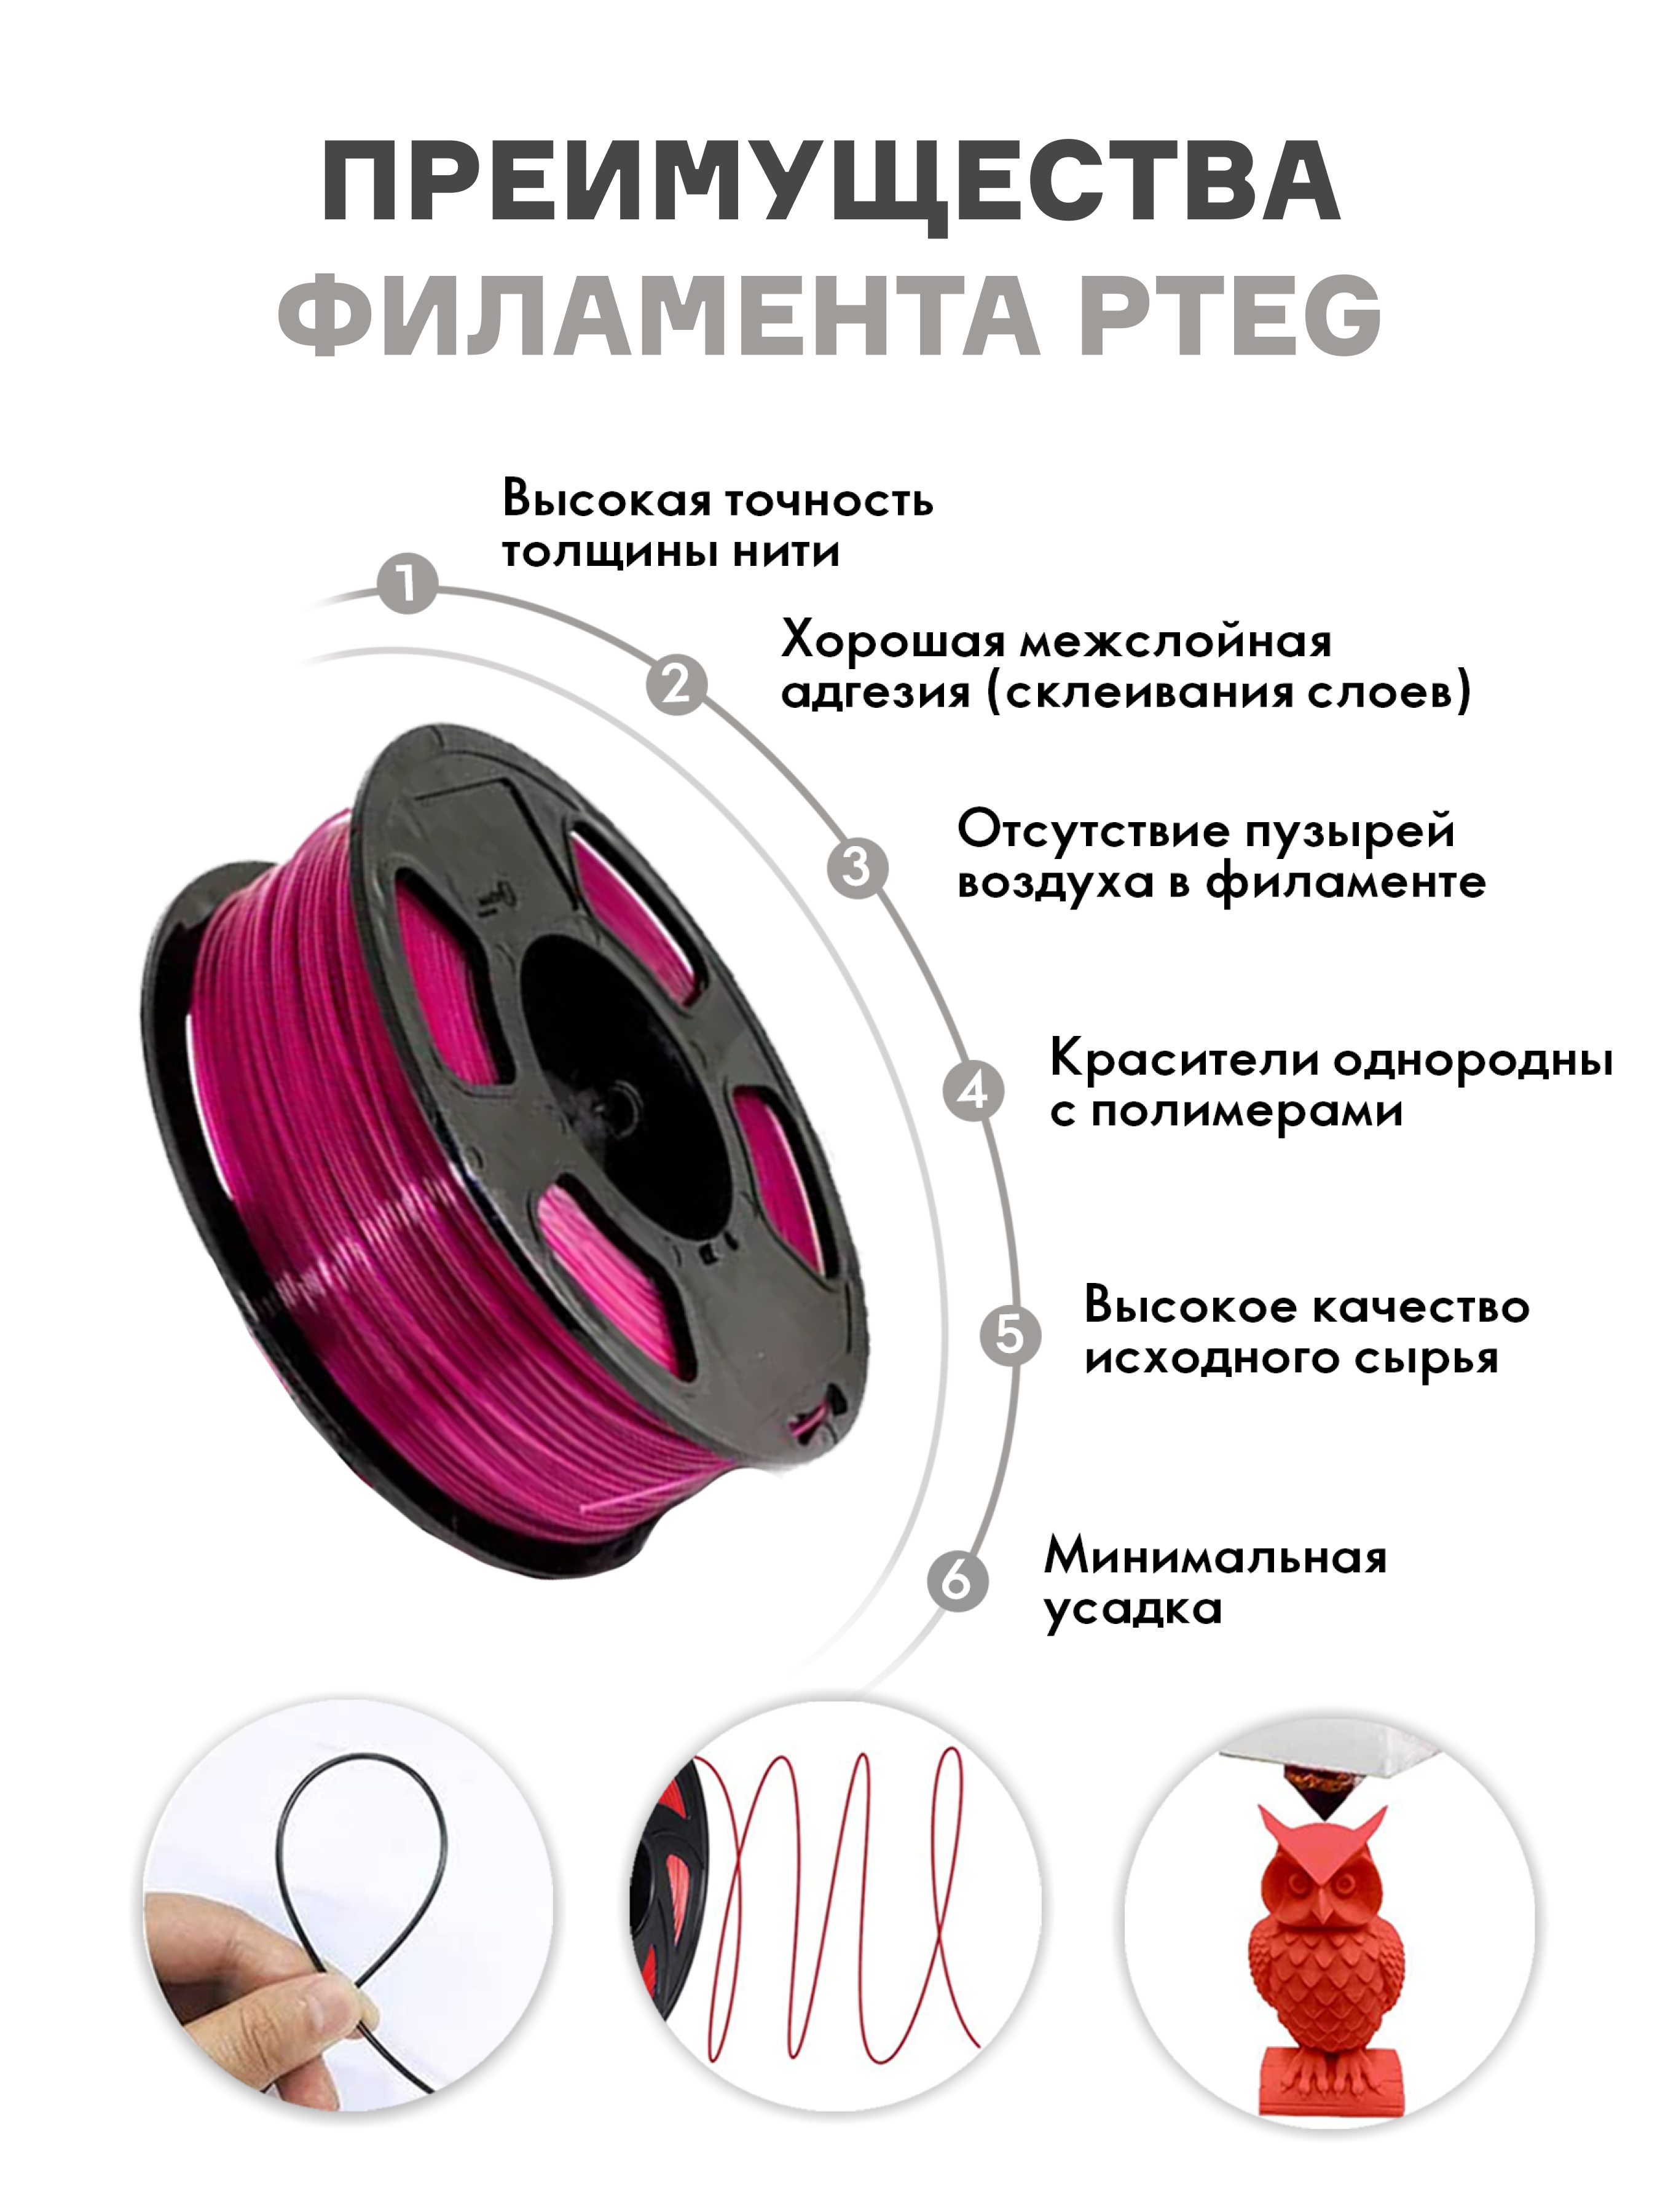 ПРЕИМУЩЕСТВА
ФИЛАМЕНТА PTEG
1
Высокая точность
толщины нити
2
Хорошая межслойная
адгезия (склеивания слоев)
3
Отсутствие пузырей
воздуха в филаменте
4
Красители однородны
с полимерами
5
Высокое качество
исходного сырья
6
Минимальная
усадка